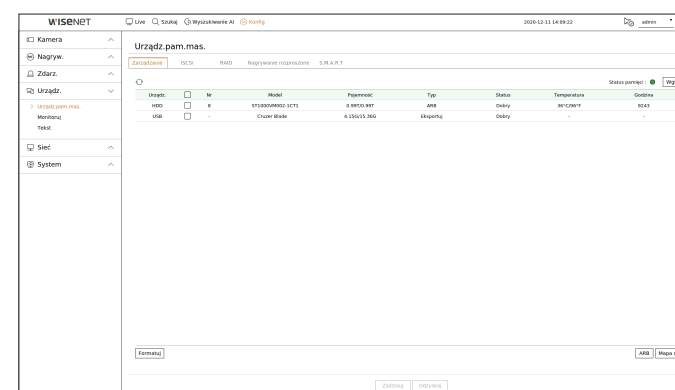 WISENET
Live Szukaj Wyszukiwanie AI Konfig 2020-12-11 14:09:22 admin
Kamera
Nagryw.
Zdarz.
Urządz.
Urządz.pam.mas.
Monitoruj
Tekst
Sieć
System
Urządz.pam.mas.
Zarządzanie ISCSI RAID Nagrywanie rozproszone S.M.A.R.T
Status pamięci :
Urządz. Nr Model Pojemność Typ Status Temperatura Godzina
HDD 8 ST1000VM002-1CT1 0.99T/0.99T ARB Dobry 36°C/96°F 9243
USB - Cruzer Blade 4.15G/15.36G Eksportuj Dobry - -
Formatuj ARB Mapa
Zastosuj Odzyskaj